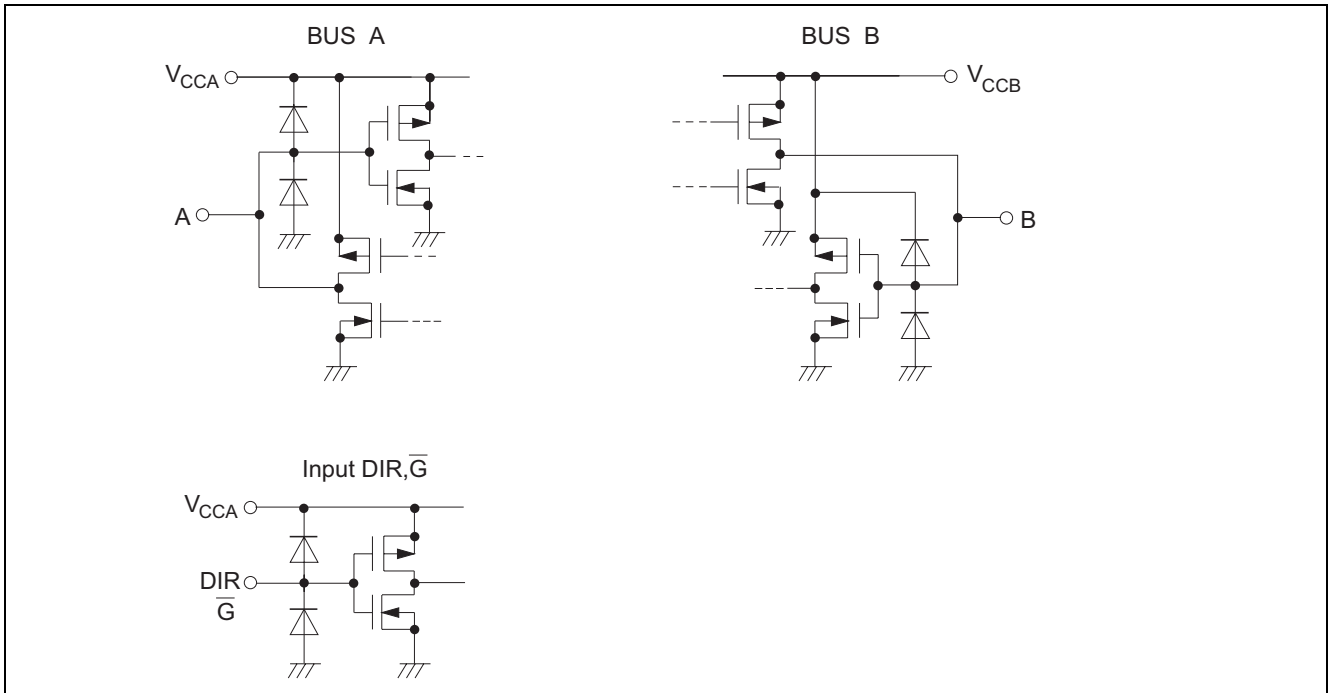 BUS A
BUS B
VCCA
VCCB
A
B
Input DIR,G̅
VCCA
DIR
G̅